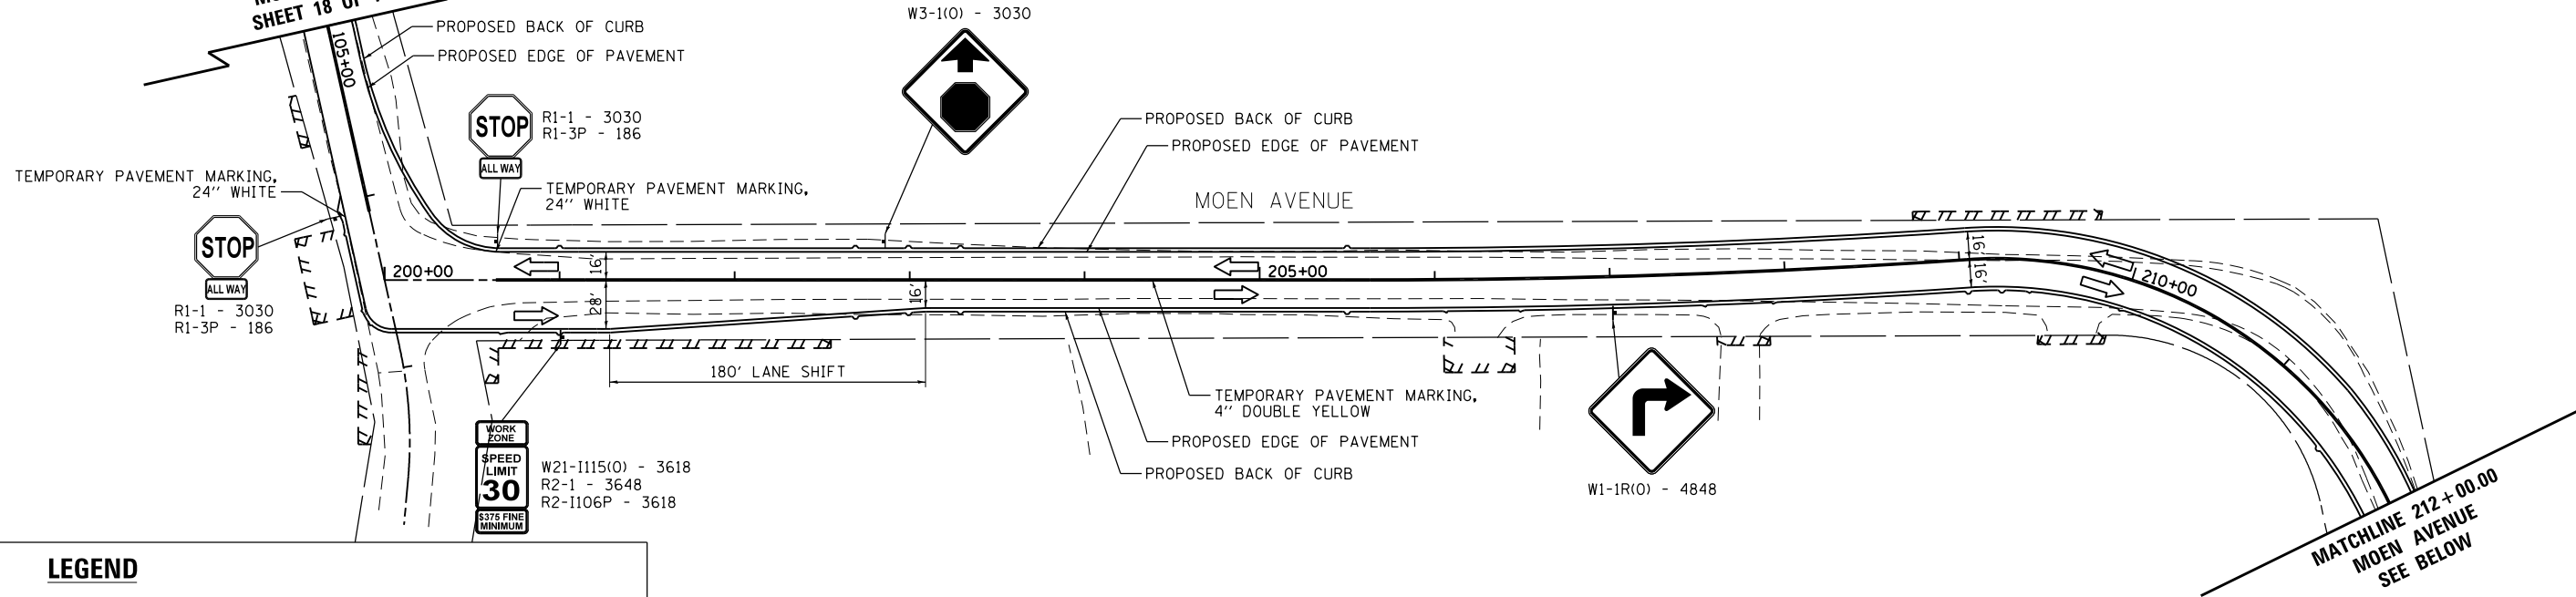 SHEET 18 OF
105+00
PROPOSED BACK OF CURB
PROPOSED EDGE OF PAVEMENT
STOP
ALL WAY
R1-1 - 3030
R1-3P - 186
TEMPORARY PAVEMENT MARKING,
24'' WHITE
TEMPORARY PAVEMENT MARKING,
24'' WHITE
STOP
ALL WAY
R1-1 - 3030
R1-3P - 186
W3-1(O) - 3030
PROPOSED BACK OF CURB
PROPOSED EDGE OF PAVEMENT
MOEN AVENUE
200+00
16'
28'
16'
205+00
16'
16'
210+00
180' LANE SHIFT
TEMPORARY PAVEMENT MARKING,
4'' DOUBLE YELLOW
PROPOSED EDGE OF PAVEMENT
PROPOSED BACK OF CURB
WORK
ZONE
SPEED
LIMIT
30
$375 FINE
MINIMUM
W21-I115(O) - 3618
R2-1 - 3648
R2-I106P - 3618
W1-1R(O) - 4848
MATCHLINE 212+00.00
MOEN AVENUE
SEE BELOW
LEGEND